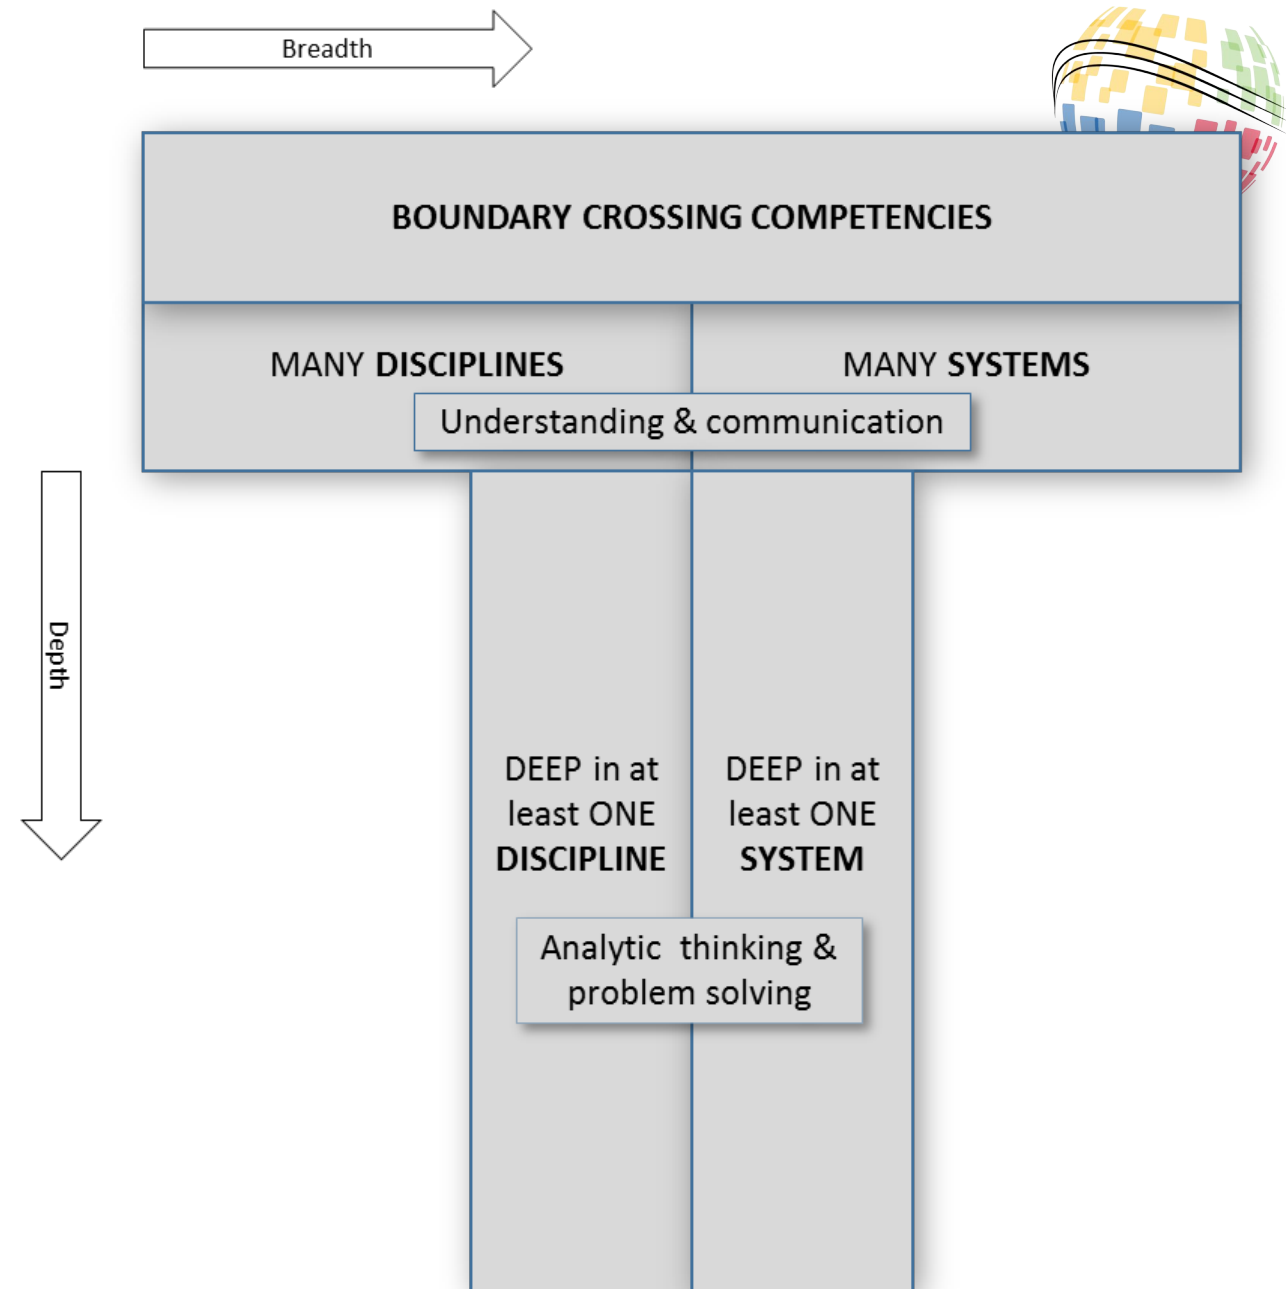 Breadth
BOUNDARY CROSSING COMPETENCIES
MANY DISCIPLINES
MANY SYSTEMS
Understanding & communication
Depth
DEEP in at
least ONE
DISCIPLINE
DEEP in at
least ONE
SYSTEM
Analytic thinking &
problem solving